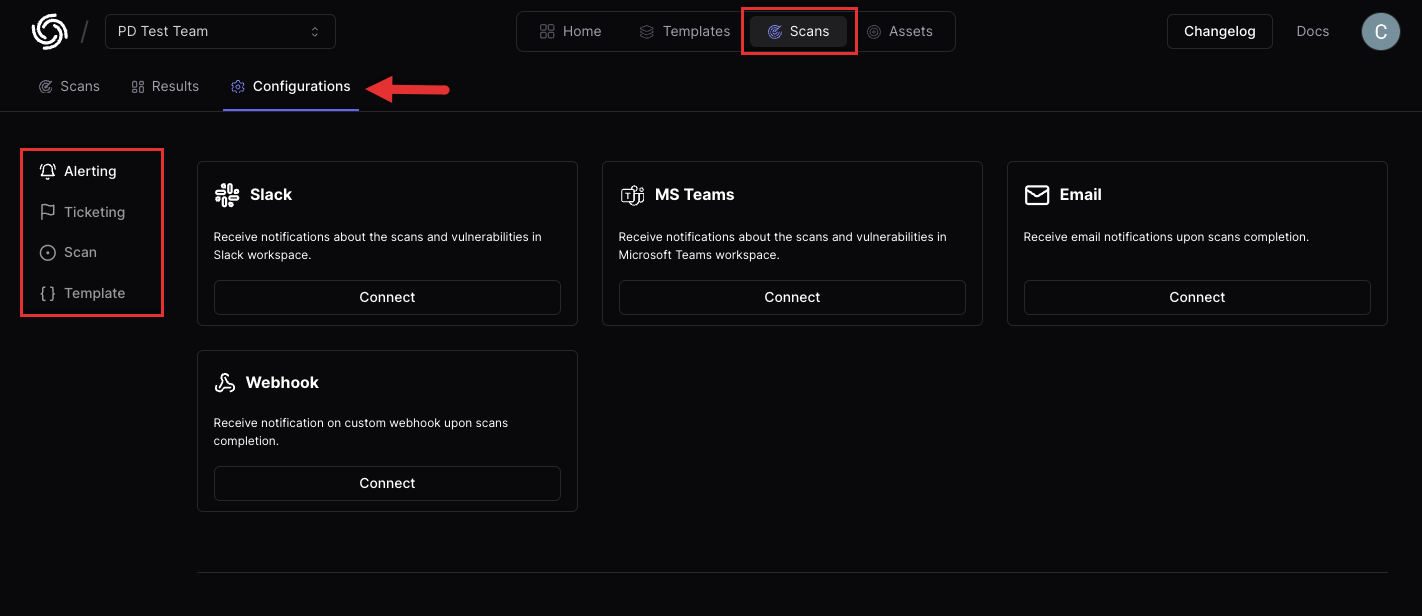 / PD Test Team
Home Templates Scans Assets
Changelog Docs C
Scans Results Configurations
Alerting
Ticketing
Scan
{ } Template
Slack
Receive notifications about the scans and vulnerabilities in
Slack workspace.
Connect
MS Teams
Receive notifications about the scans and vulnerabilities in
Microsoft Teams workspace.
Connect
Email
Receive email notifications upon scans completion.
Connect
Webhook
Receive notification on custom webhook upon scans
completion.
Connect